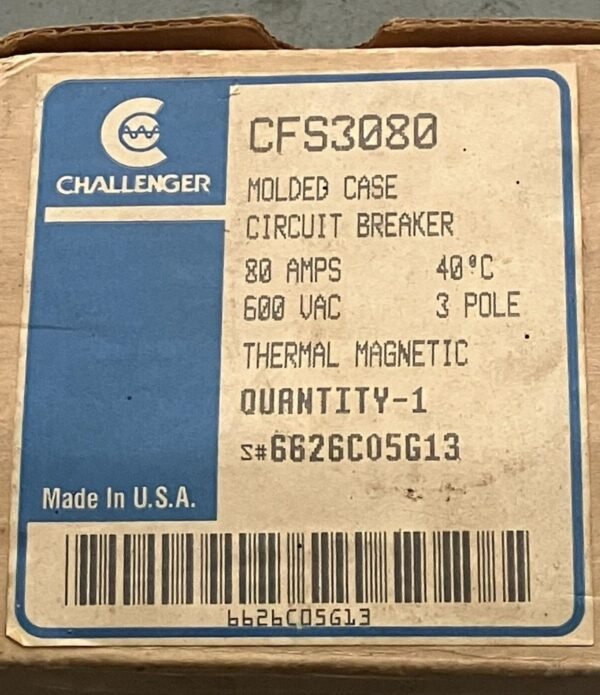 CHALLENGER
CFS3080
MOLDED CASE
CIRCUIT BREAKER
80 AMPS 40°C
600 VAC 3 POLE
THERMAL MAGNETIC
QUANTITY-1
S#6626C05G13
Made In U.S.A.
6626C05G13